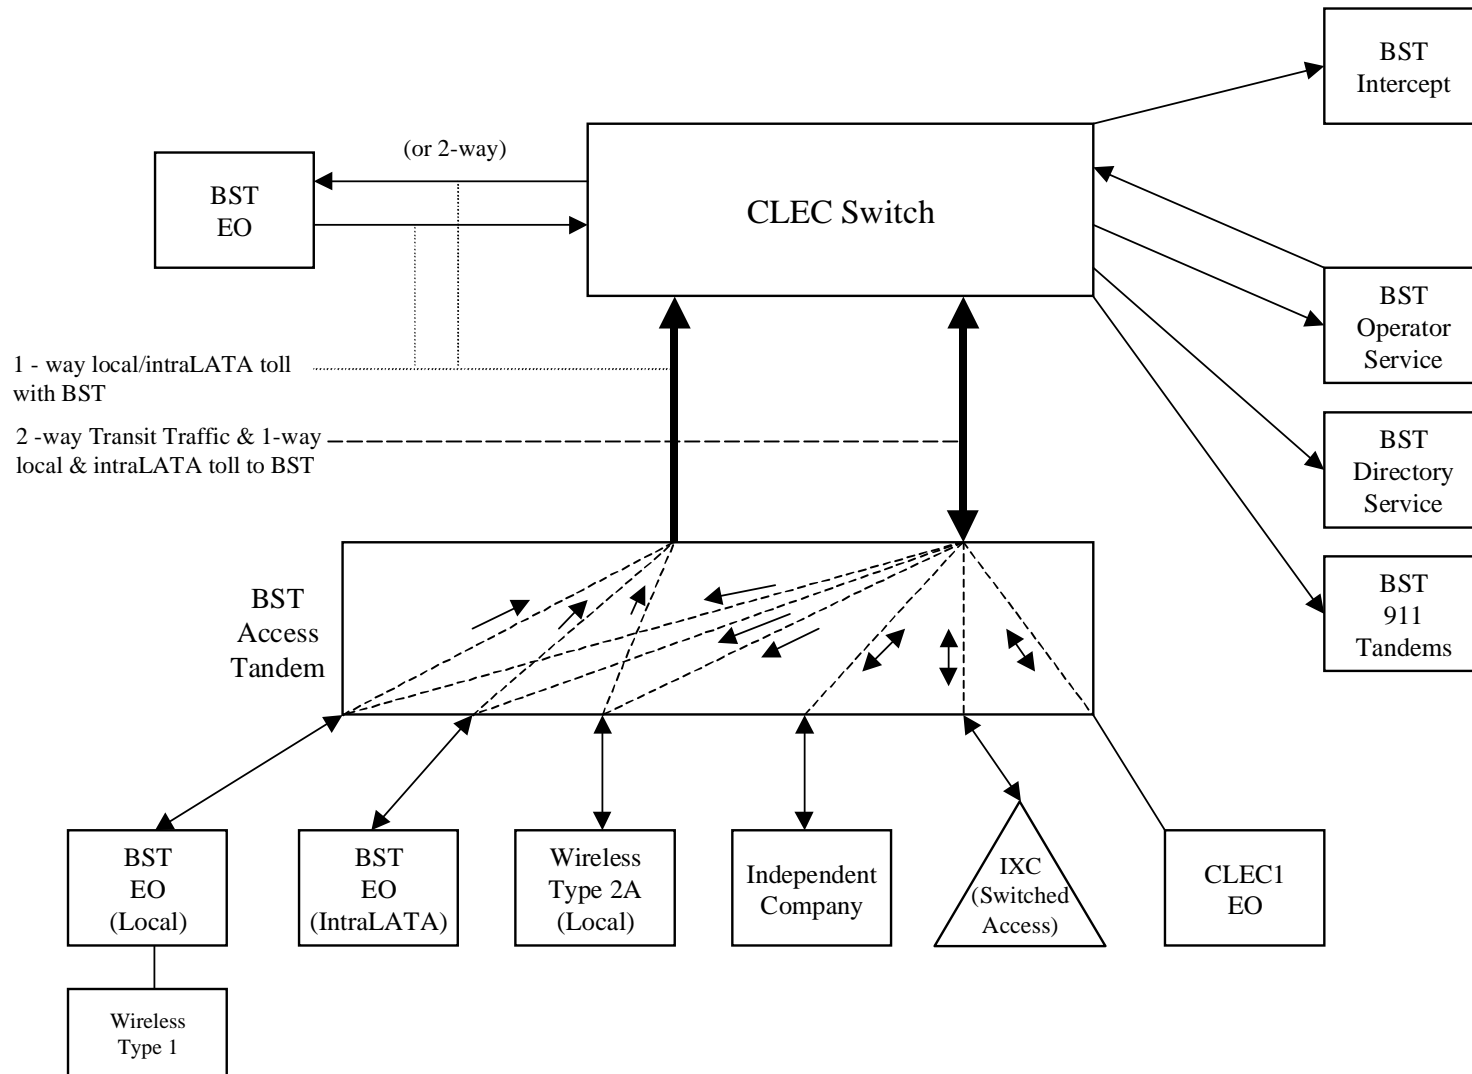 BST
Intercept
(or 2-way)
BST
EO
CLEC Switch
BST
Operator
Service
1 - way local/intraLATA toll
with BST
2 -way Transit Traffic & 1-way
local & intraLATA toll to BST
BST
Directory
Service
BST
Access
Tandem
BST
911
Tandems
BST
EO
(Local)
BST
EO
(IntraLATA)
Wireless
Type 2A
(Local)
Independent
Company
IXC
(Switched
Access)
CLEC1
EO
Wireless
Type 1